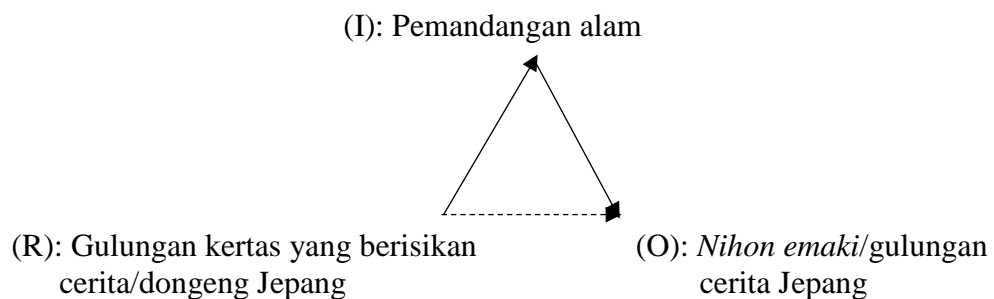 (I): Pemandangan alam
(R): Gulungan kertas yang berisikan
cerita/dongeng Jepang
(O): Nihon emaki/gulungan
cerita Jepang